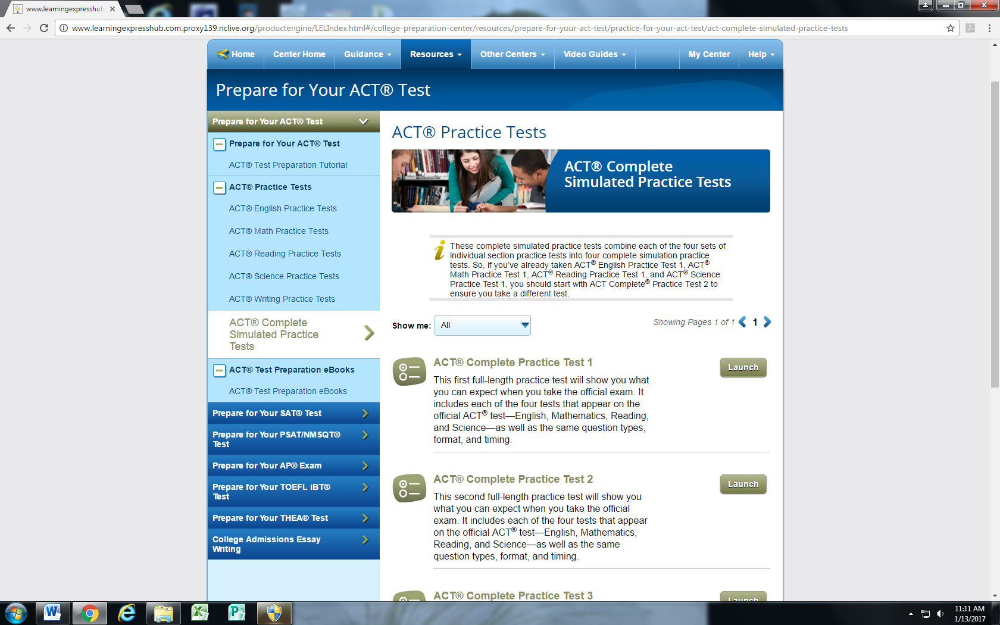 www.learningexpresshub
www.learningexpresshub.com.proxy139.nclive.org/productengine/LELIndex.html#/college-preparation-center/resources/prepare-for-your-act-test/practice-for-your-act-test/act-complete-simulated-practice-tests
Home Center Home Guidance Resources Other Centers Video Guides My Center Help
Prepare for Your ACT® Test
Prepare for Your ACT® Test
Prepare for Your ACT® Test
ACT® Test Preparation Tutorial
ACT® Practice Tests
ACT® English Practice Tests
ACT® Math Practice Tests
ACT® Reading Practice Tests
ACT® Science Practice Tests
ACT® Writing Practice Tests
ACT® Complete
Simulated Practice
Tests
ACT® Test Preparation eBooks
ACT® Test Preparation eBooks
Prepare for Your SAT® Test
Prepare for Your PSAT/NMSQT®
Test
Prepare for Your AP® Exam
Prepare for Your TOEFL iBT®
Test
Prepare for Your THEA® Test
College Admissions Essay
Writing
ACT® Practice Tests
ACT® Complete
Simulated Practice Tests
These complete simulated practice tests combine each of the four sets of
individual section practice tests into four complete simulation practice
tests. So, if you've already taken ACT® English Practice Test 1, ACT®
Math Practice Test 1, ACT® Reading Practice Test 1, and ACT® Science
Practice Test 1, you should start with ACT Complete® Practice Test 2 to
ensure you take a different test.
Show me: All
Showing Pages 1 of 1 1
ACT® Complete Practice Test 1
Launch
This first full-length practice test will show you what
you can expect when you take the official exam. It
includes each of the four tests that appear on the
official ACT® test—English, Mathematics, Reading,
and Science—as well as the same question types,
format, and timing.
ACT® Complete Practice Test 2
Launch
This second full-length practice test will show you
what you can expect when you take the official
exam. It includes each of the four tests that appear
on the official ACT® test—English, Mathematics,
Reading, and Science—as well as the same
question types, format, and timing.
ACT® Complete Practice Test 3
Launch
11:11 AM
1/13/2017